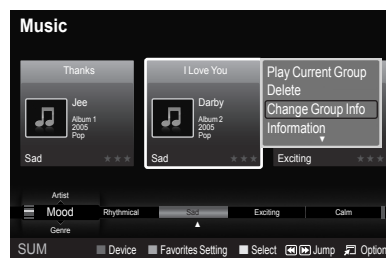 Music
Thanks
Jee
Album 1
2005
Pop
Sad ★★★
I Love You
Darby
Album 2
2005
Pop
Sad ★★★
Play Current Group
Delete
Change Group Info
Information
▼
Exciting ★★★
Artist
Mood Rhythmical Sad Exciting Calm
Genre
▲
SUM Device Favorites Setting Select Jump Option